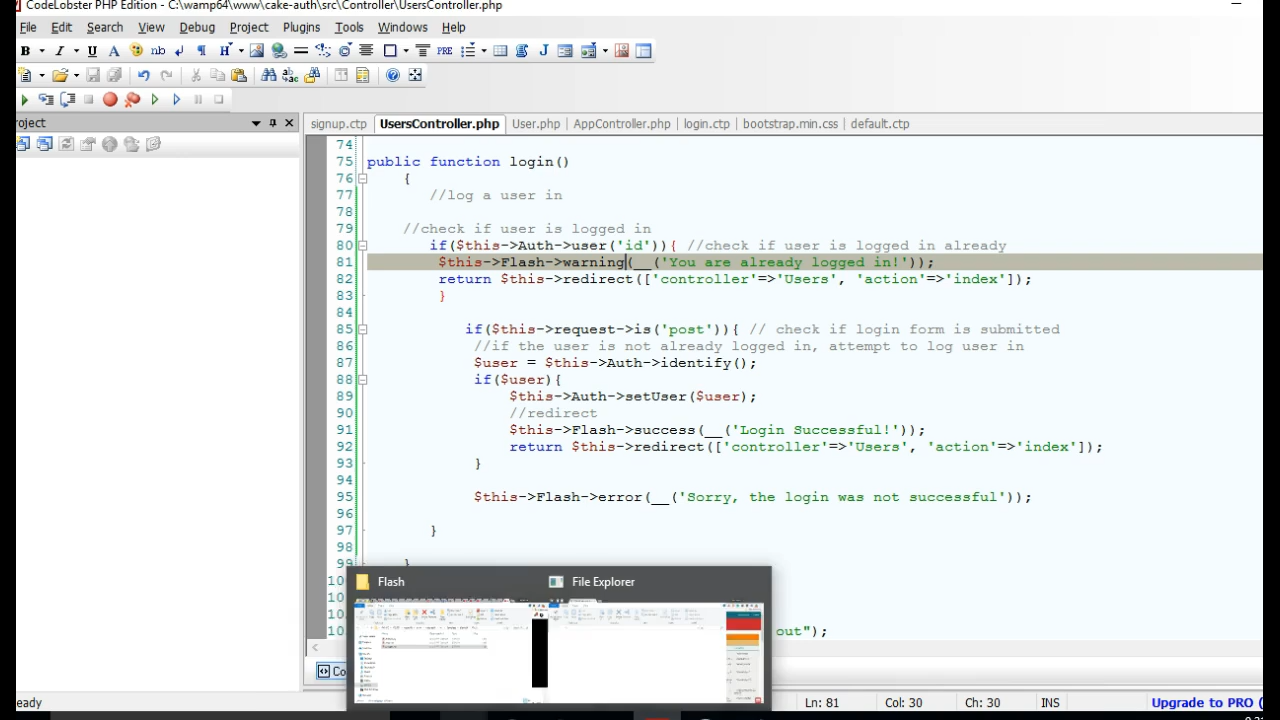 CodeLobster PHP Edition - C:\wamp64\www\cake-auth\src\Controller\UsersController.php
File Edit Search View Debug Project Plugins Tools Windows Help
PRE
roject
signup.ctp UsersController.php User.php AppController.php login.ctp bootstrap.min.css default.ctp
74
75 public function login()
76 {
77 //log a user in
78
79 //check if user is logged in
80 if($this->Auth->user('id')){ //check if user is logged in already
81 $this->Flash->warning(__('You are already logged in!'));
82 return $this->redirect(['controller'=>'Users', 'action'=>'index']);
83 }
84
85 if($this->request->is('post')){ // check if login form is submitted
86 //if the user is not already logged in, attempt to log user in
87 $user = $this->Auth->identify();
88 if($user){
89 $this->Auth->setUser($user);
90 //redirect
91 $this->Flash->success(__('Login Successful!'));
92 return $this->redirect(['controller'=>'Users', 'action'=>'index']);
93 }
94
95 $this->Flash->error(__('Sorry, the login was not successful'));
96
97 }
98
99 }
Flash File Explorer
out");
Co
Ln: 81 Col: 30 Ch: 30 INS Upgrade to PRO (